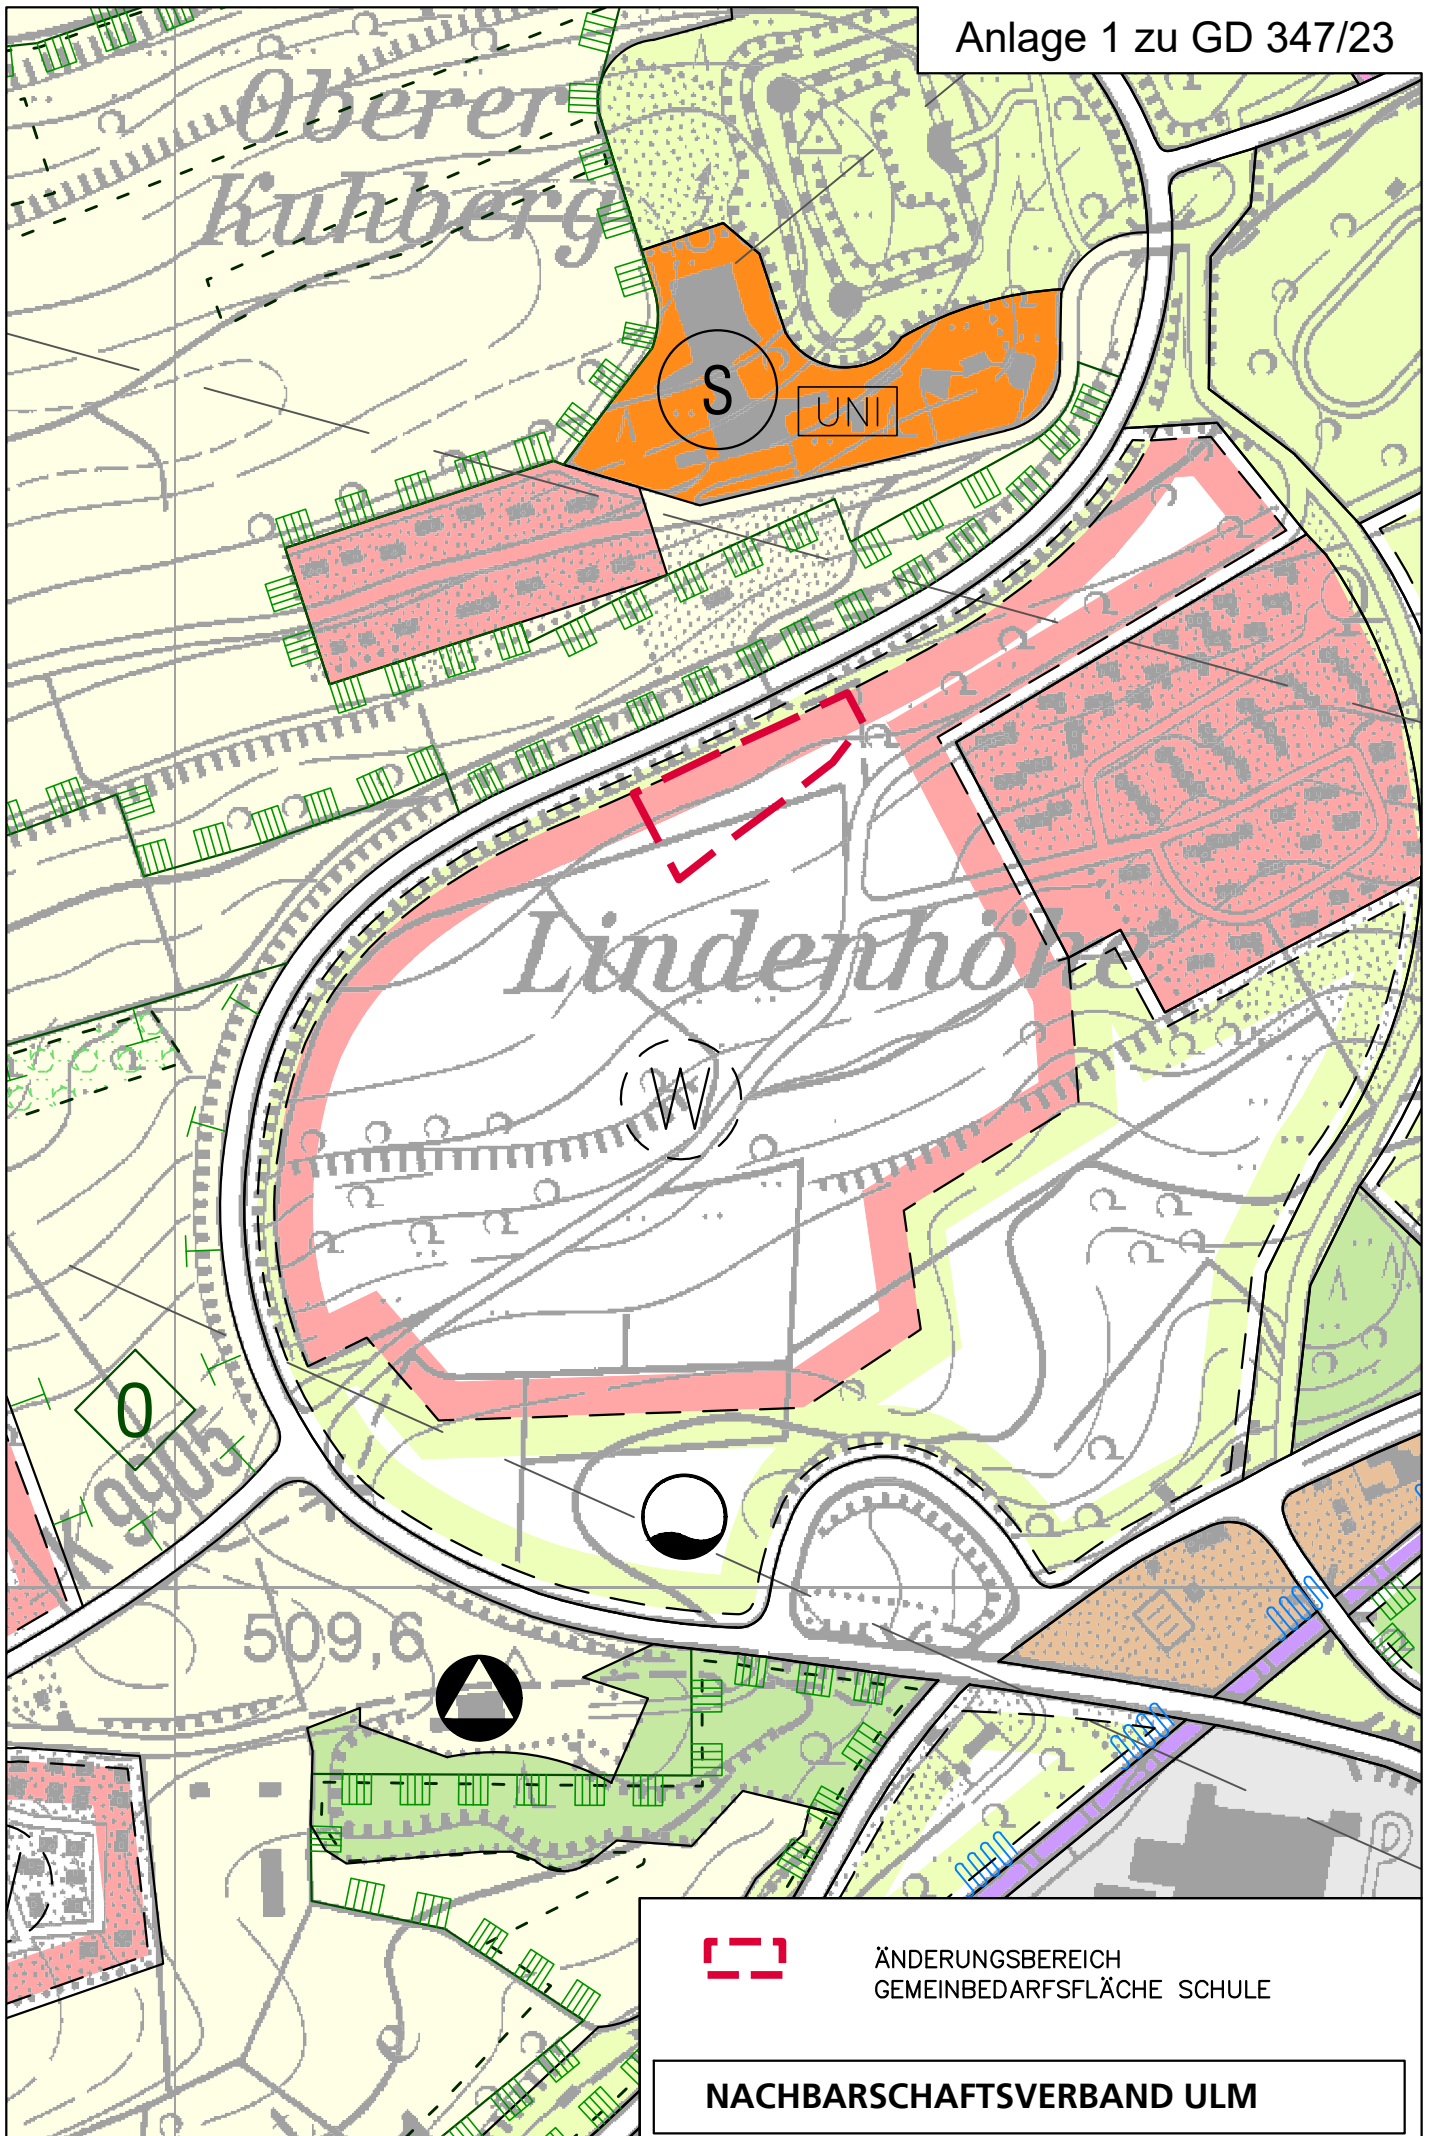 Anlage 1 zu GD 347/23
Oberer
Kuhberg
S
UNI
Lindenhöhe
W
O
K 9905
509,6
ÄNDERUNGSBEREICH
GEMEINBEDARFSFLÄCHE SCHULE
NACHBARSCHAFTSVERBAND ULM